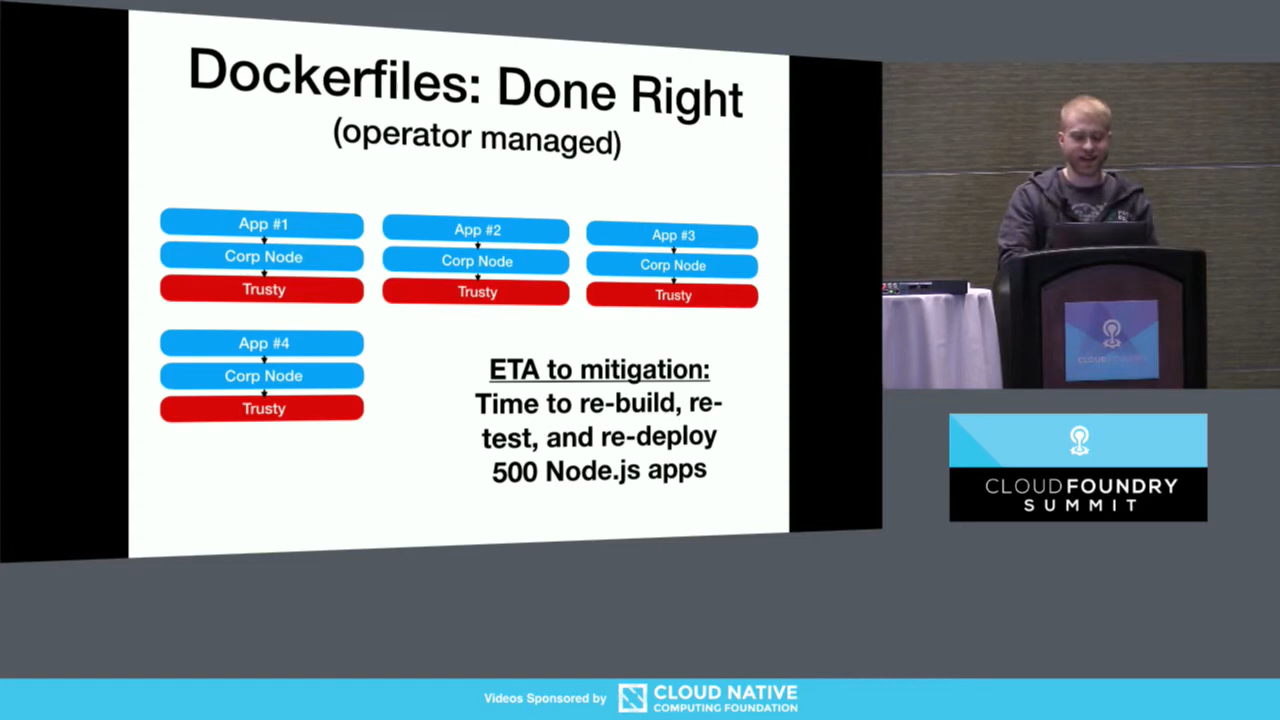 Dockerfiles: Done Right
(operator managed)
App #1
Corp Node
Trusty
App #2
Corp Node
Trusty
App #3
Corp Node
Trusty
App #4
Corp Node
Trusty
ETA to mitigation:
Time to re-build, re-
test, and re-deploy
500 Node.js apps
CLOUD FOUNDRY
CLOUDFOUNDRY
SUMMIT
Videos Sponsored by
CLOUD NATIVE
COMPUTING FOUNDATION